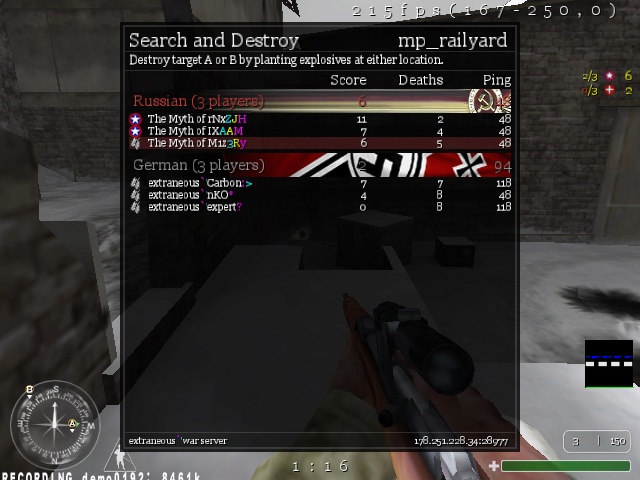 215fps(167-250,0)
Search and Destroy mp_railyard
Destroy target A or B by planting explosives at either location.
Score Deaths Ping
Russian (3 players) 6 48
The Myth of rNxZJH 11 2 48
The Myth of IXAAM 7 4 48
The Myth of M1z3Ry 6 5 48
German (3 players) 2 94
extraneous `Carbon:> 7 7 118
extraneous `nKO* 4 8 48
extraneous `expert? 0 8 118
2/3 6
0/3 2
B
S
A
W
N
extraneous `war server 178.251.228.34:28977
3 | 150
1:16
RECORDING demo0192: 8461k